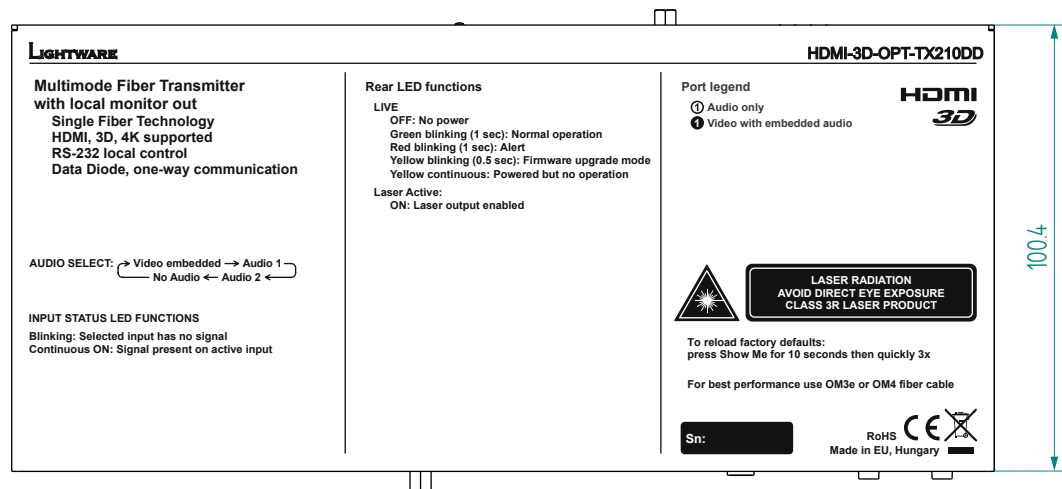 LIGHTWARE
HDMI-3D-OPT-TX210DD
Multimode Fiber Transmitter
with local monitor out
Single Fiber Technology
HDMI, 3D, 4K supported
RS-232 local control
Data Diode, one-way communication
AUDIO SELECT: Video embedded → Audio 1
No Audio ← Audio 2 ←
INPUT STATUS LED FUNCTIONS
Blinking: Selected input has no signal
Continuous ON: Signal present on active input
Rear LED functions
LIVE
OFF: No power
Green blinking (1 sec): Normal operation
Red blinking (1 sec): Alert
Yellow blinking (0.5 sec): Firmware upgrade mode
Yellow continuous: Powered but no operation
Laser Active:
ON: Laser output enabled
Port legend
① Audio only
❶ Video with embedded audio
HDMI
3D
LASER RADIATION
AVOID DIRECT EYE EXPOSURE
CLASS 3R LASER PRODUCT
To reload factory defaults:
press Show Me for 10 seconds then quickly 3x
For best performance use OM3e or OM4 fiber cable
Sn:
RoHS CE
Made in EU, Hungary
100.4